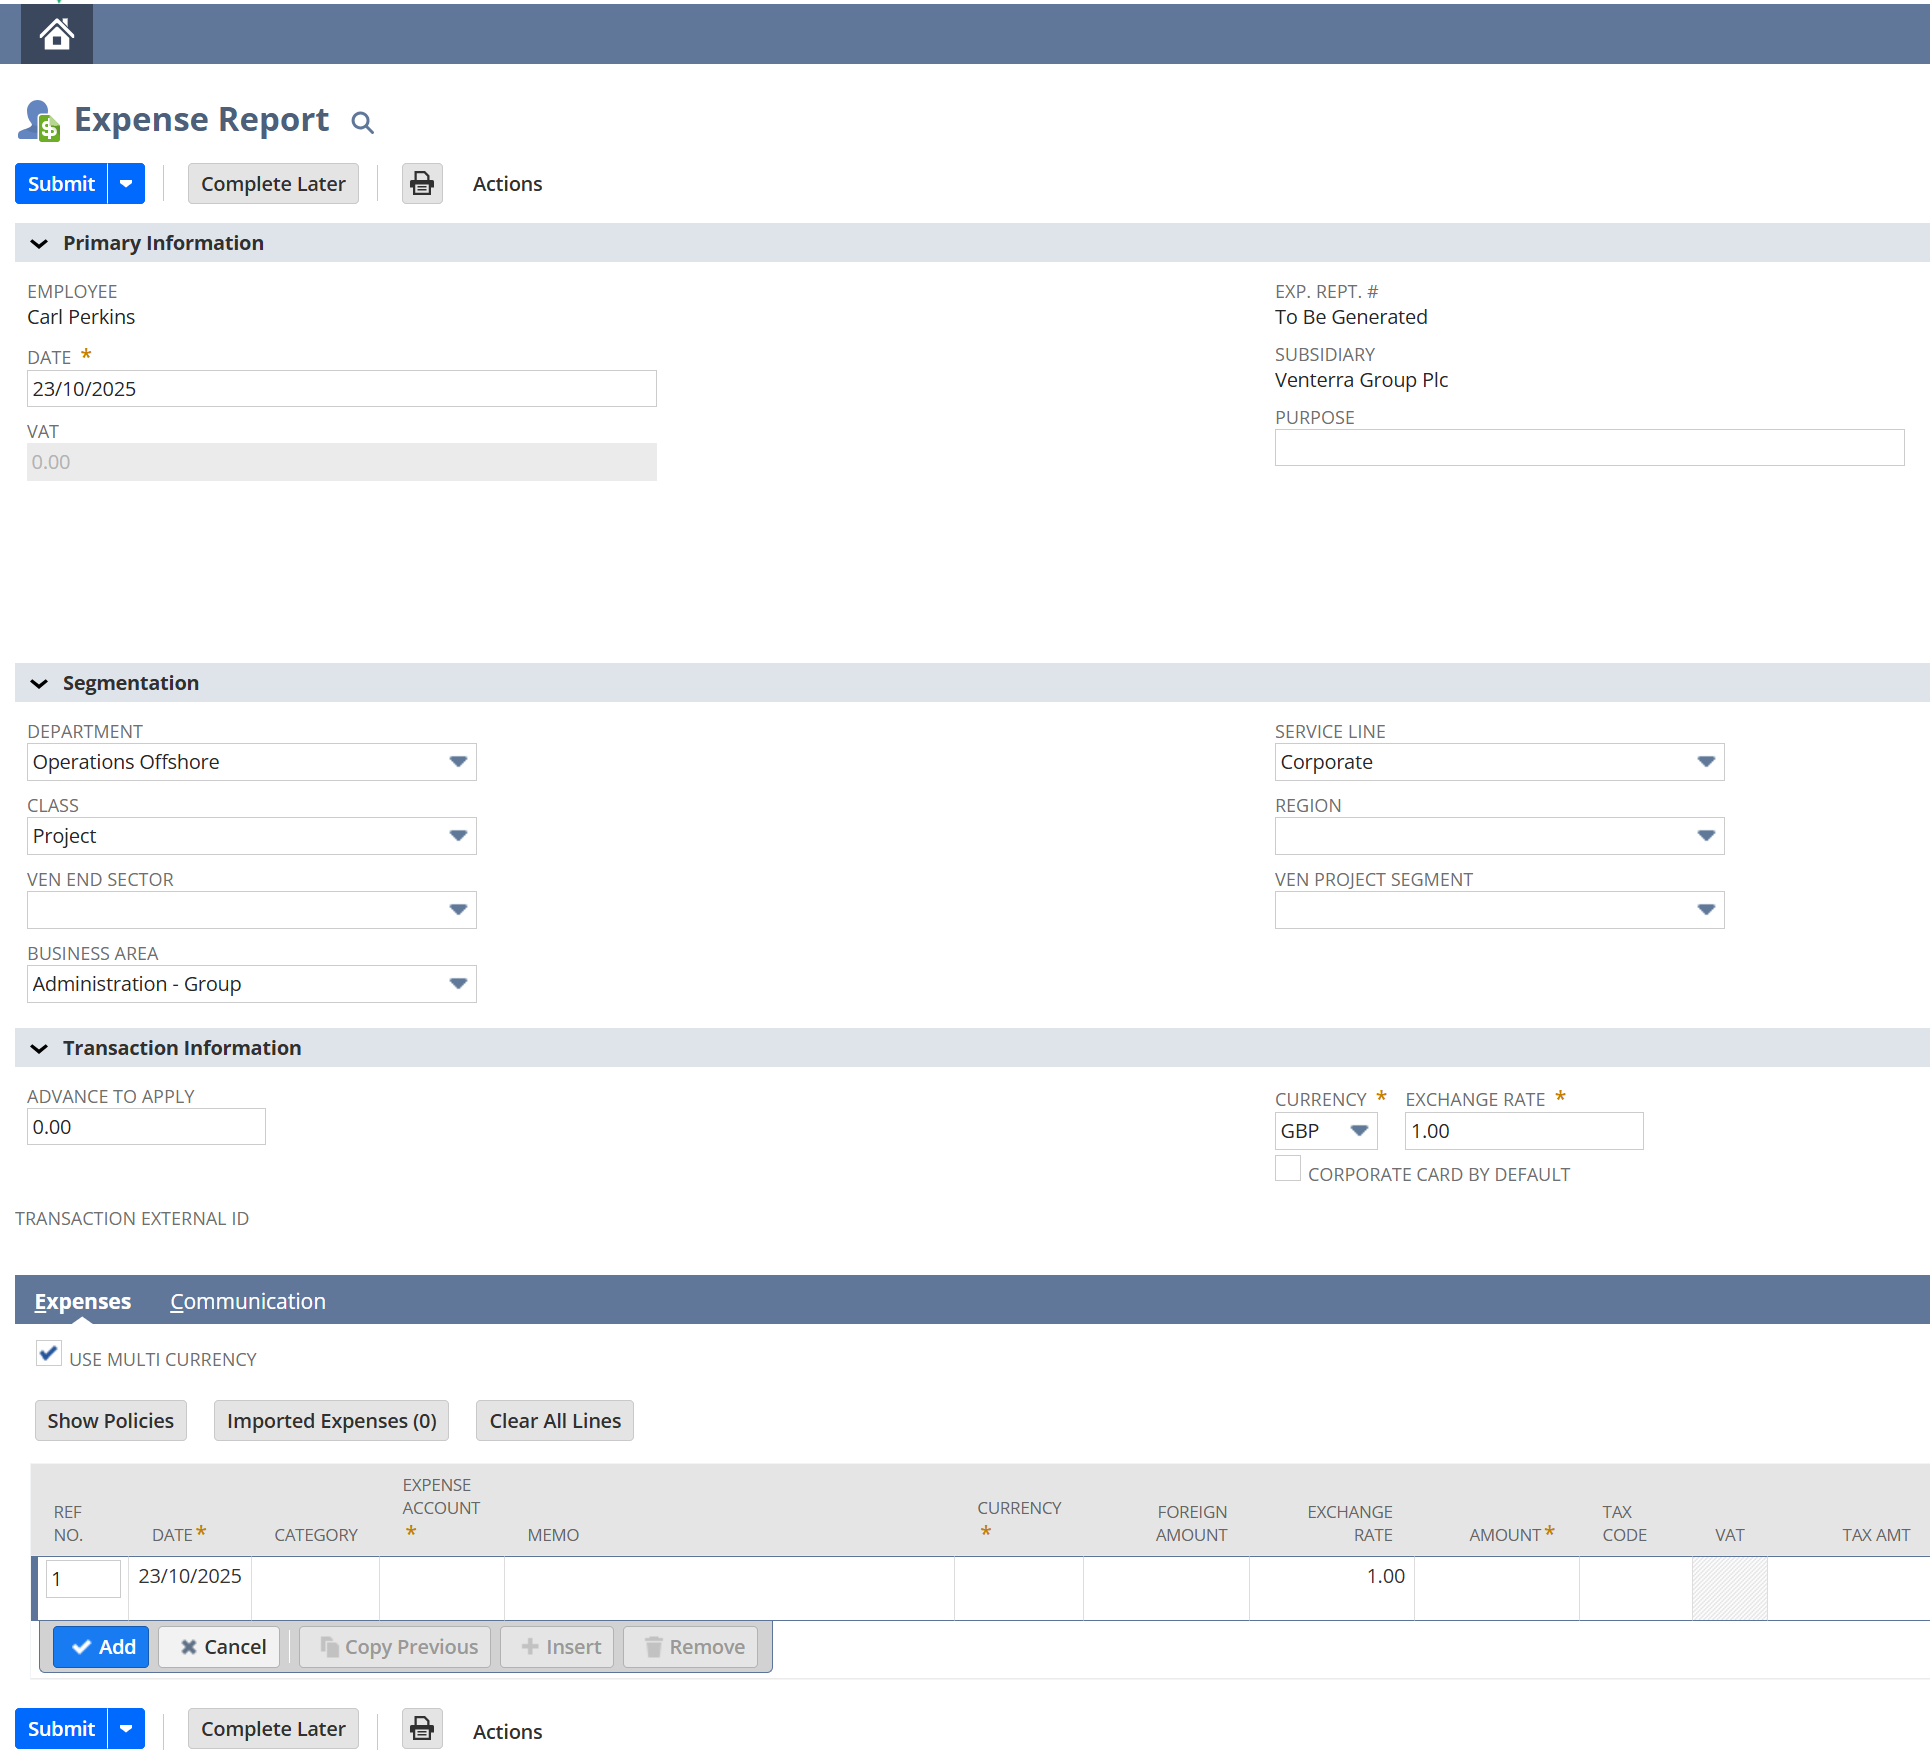 Expense Report
Submit
Complete Later
Actions
Primary Information
EMPLOYEE
Carl Perkins
DATE *
23/10/2025
VAT
0.00
EXP. REPT. #
To Be Generated
SUBSIDIARY
Venterra Group Plc
PURPOSE
Segmentation
DEPARTMENT
Operations Offshore
CLASS
Project
VEN END SECTOR
BUSINESS AREA
Administration - Group
SERVICE LINE
Corporate
REGION
VEN PROJECT SEGMENT
Transaction Information
ADVANCE TO APPLY
0.00
CURRENCY * EXCHANGE RATE *
GBP 1.00
CORPORATE CARD BY DEFAULT
TRANSACTION EXTERNAL ID
Expenses Communication
USE MULTI CURRENCY
Show Policies Imported Expenses (0) Clear All Lines
REF NO. DATE* CATEGORY EXPENSE ACCOUNT * MEMO CURRENCY * FOREIGN AMOUNT EXCHANGE RATE AMOUNT* TAX CODE VAT TAX AMT
1 23/10/2025 1.00
Add Cancel Copy Previous Insert Remove
Submit Complete Later Actions